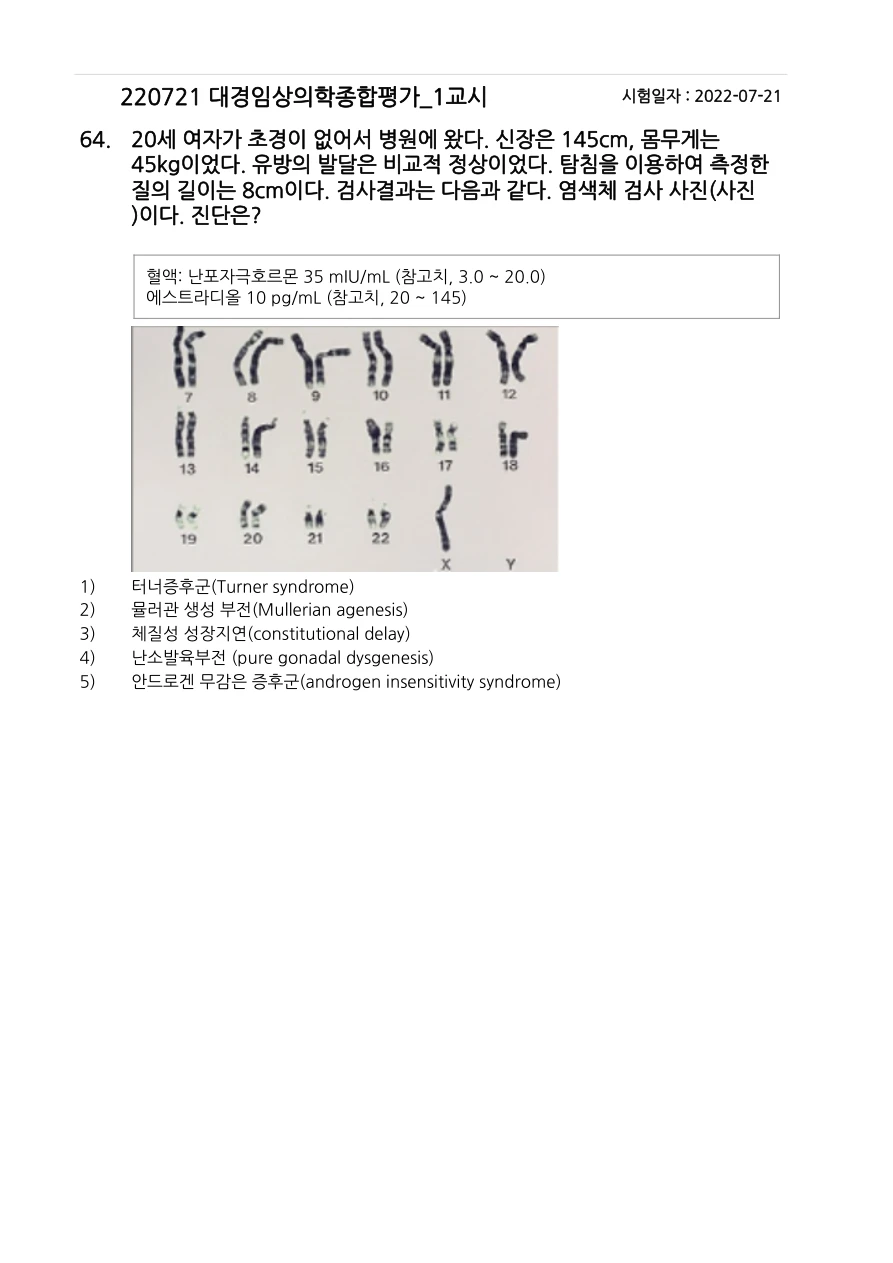 220721 대경임상의학종합평가_1교시
시험일자 : 2022-07-21
64. 20세 여자가 초경이 없어서 병원에 왔다. 신장은 145cm, 몸무게는
45kg이었다. 유방의 발달은 비교적 정상이었다. 탐침을 이용하여 측정한
질의 길이는 8cm이다. 검사결과는 다음과 같다. 염색체 검사 사진(사진
)이다. 진단은?
혈액: 난포자극호르몬 35 mIU/mL (참고치, 3.0 ~ 20.0)
에스트라디올 10 pg/mL (참고치, 20 ~ 145)
7 8 9 10 11 12
13 14 15 16 17 18
19 20 21 22 X Y
1) 터너증후군(Turner syndrome)
2) 뮬러관 생성 부전(Mullerian agenesis)
3) 체질성 성장지연(constitutional delay)
4) 난소발육부전 (pure gonadal dysgenesis)
5) 안드로겐 무감은 증후군(androgen insensitivity syndrome)